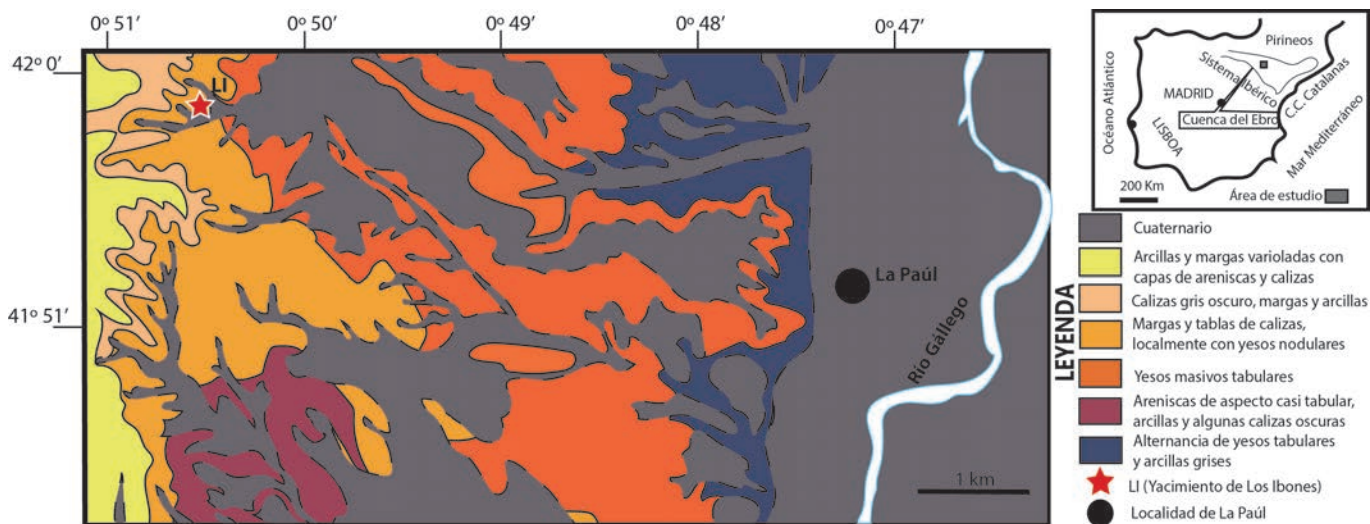 0º 51′
0º 50′
0º 49′
0º 48′
0º 47′
42º 0′
41º 51′
LI
La Paúl
Río Gállego
1 km
Océano Atlántico
Pirineos
Sistema Ibérico
C.C. Catalanas
MADRID
Cuenca del Ebro
LISBOA
Mar Mediterráneo
200 Km
Área de estudio
LEYENDA
Cuaternario
Arcillas y margas varioladas con
capas de areniscas y calizas
Calizas gris oscuro, margas y arcillas
Margas y tablas de calizas,
localmente con yesos nodulares
Yesos masivos tabulares
Areniscas de aspecto casi tabular,
arcillas y algunas calizas oscuras
Alternancia de yesos tabulares
y arcillas grises
LI (Yacimiento de Los Ibones)
Localidad de La Paúl